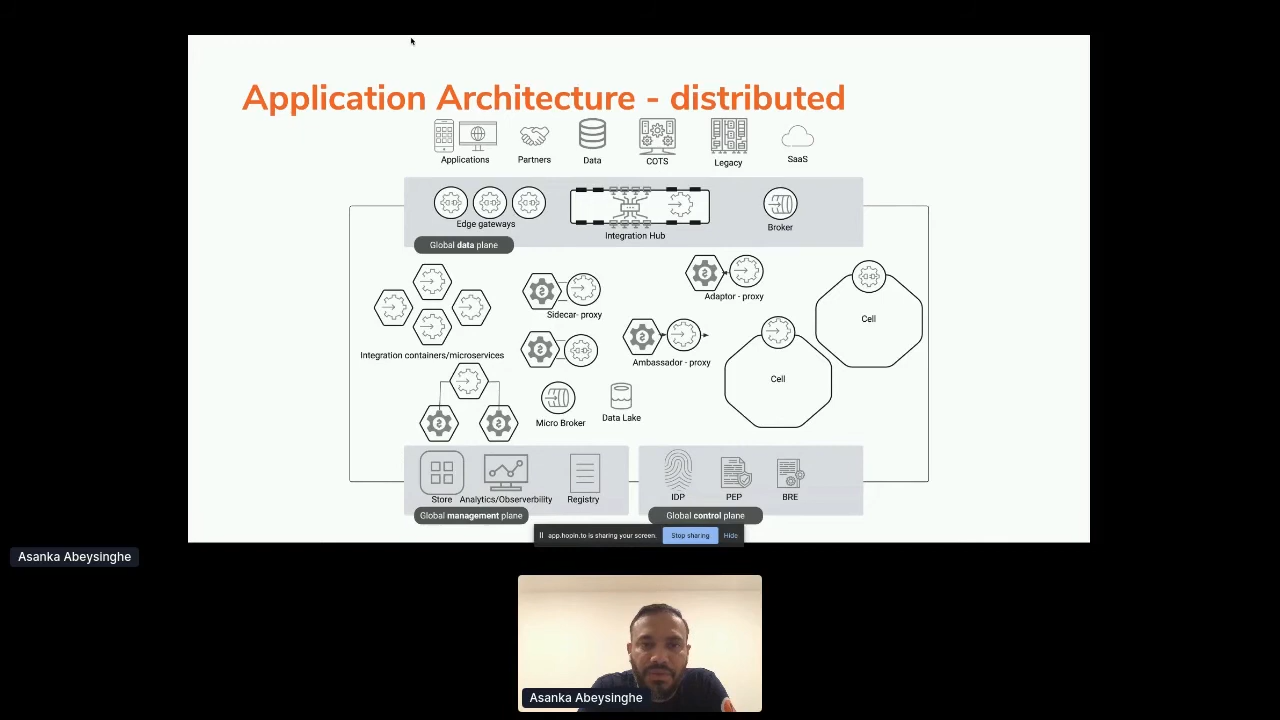 Application Architecture - distributed
Applications
Partners
Data
COTS
Legacy
SaaS
Edge gateways
Integration Hub
Broker
Global data plane
Adaptor - proxy
Sidecar- proxy
Cell
Integration containers/microservices
Ambassador - proxy
Cell
Micro Broker
Data Lake
Store
Analytics/Observerbility
Registry
IDP
PEP
BRE
Global management plane
Global control plane
app.hopin.to is sharing your screen.
Stop sharing
Hide
Asanka Abeysinghe
Asanka Abeysinghe